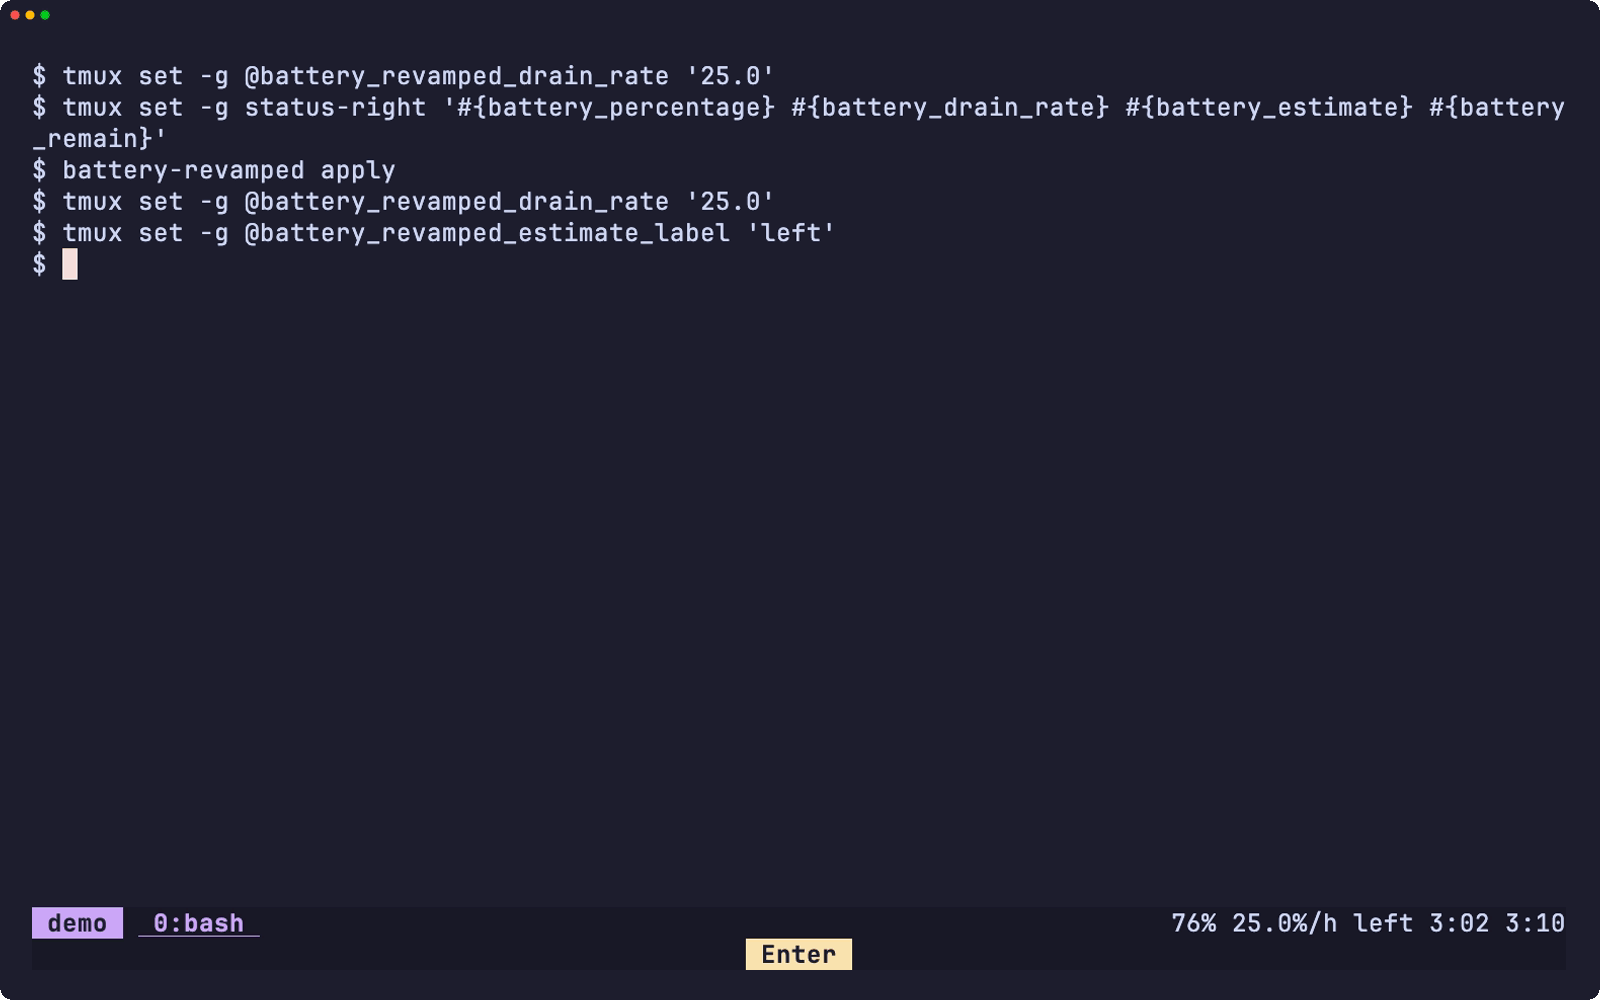 $ tmux set -g @battery_revamped_drain_rate '25.0'
$ tmux set -g status-right '#{battery_percentage} #{battery_drain_rate} #{battery_estimate} #{battery
_remain}'
$ battery-revamped apply
$ tmux set -g @battery_revamped_drain_rate '25.0'
$ tmux set -g @battery_revamped_estimate_label 'left'
$
demo 0:bash 76% 25.0%/h left 3:02 3:10
Enter